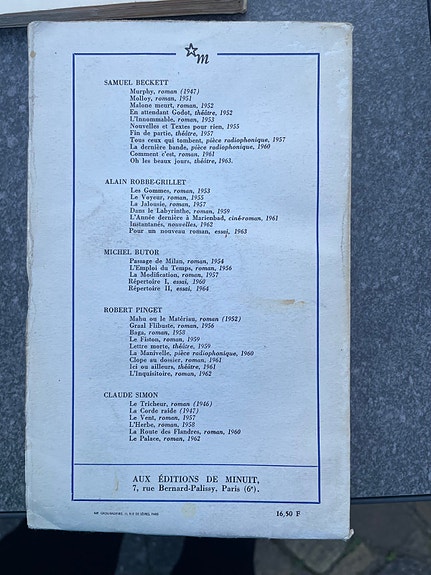 m
SAMUEL BECKETT
Murphy, roman (1947)
Molloy, roman, 1951
Malone meurt, roman, 1952
En attendant Godot, théâtre, 1952
L'Innommable, roman, 1953
Nouvelles et Textes pour rien, 1955
Fin de partie, théâtre, 1957
Tous ceux qui tombent, pièce radiophonique, 1957
La dernière bande, pièce radiophonique, 1960
Comment c'est, roman, 1961
Oh les beaux jours, théâtre, 1963.
ALAIN ROBBE-GRILLET
Les Gommes, roman, 1953
Le Voyeur, roman, 1955
La Jalousie, roman, 1957
Dans le Labyrinthe, roman, 1959
L'Année dernière à Marienbad, ciné-roman, 1961
Instantanés, nouvelles, 1962
Pour un nouveau roman, essai, 1963
MICHEL BUTOR
Passage de Milan, roman, 1954
L'Emploi du Temps, roman, 1956
La Modification, roman, 1957
Répertoire I, essai, 1960
Répertoire II, essai, 1964
ROBERT PINGET
Mahu ou le Matériau, roman (1952)
Graal Flibuste, roman, 1956
Baga, roman, 1958
Le Fiston, roman, 1959
Lettre morte, théâtre, 1959
La Manivelle, pièce radiophonique, 1960
Clope au dossier, roman, 1961
Ici ou ailleurs, théâtre, 1961
L'Inquisitoire, roman, 1962
CLAUDE SIMON
Le Tricheur, roman (1946)
La Corde raide (1947)
Le Vent, roman, 1957
L'Herbe, roman, 1958
La Route des Flandres, roman, 1960
Le Palace, roman, 1962
AUX ÉDITIONS DE MINUIT,
7, rue Bernard-Palissy, Paris (6e).
16,50 F